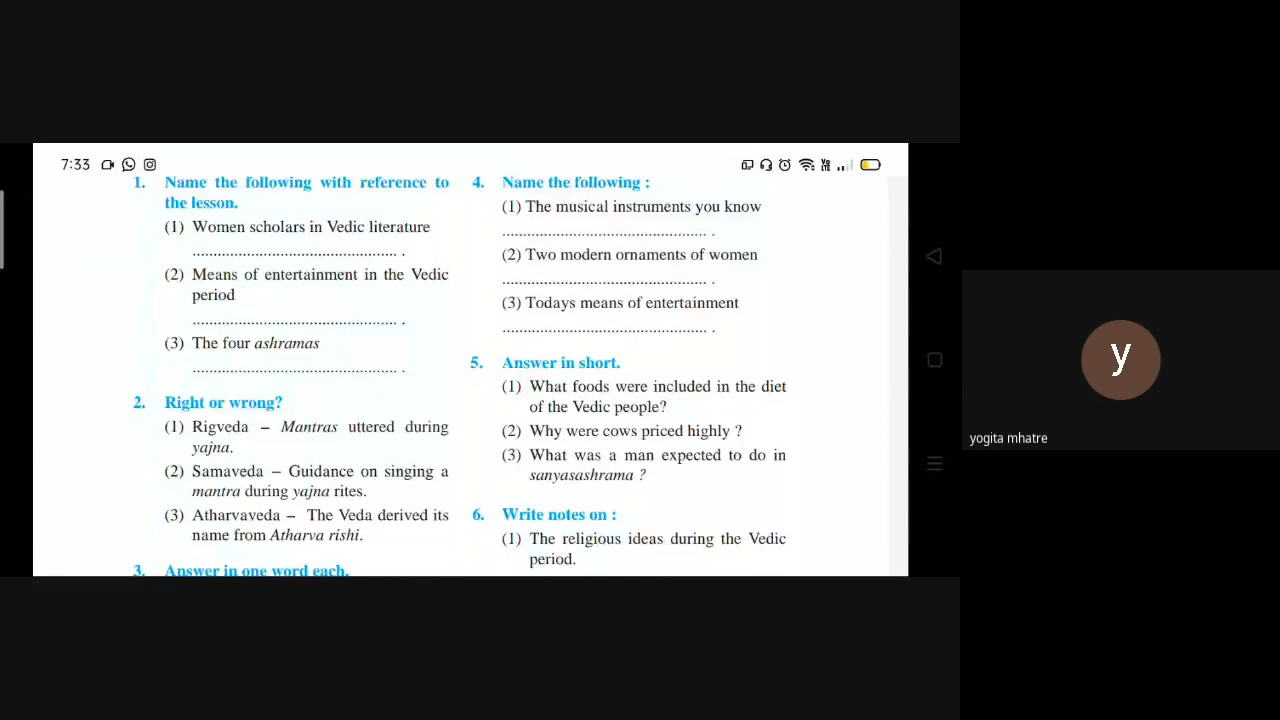 7:33
1. Name the following with reference to
the lesson.
(1) Women scholars in Vedic literature
................................................. .
(2) Means of entertainment in the Vedic
period
................................................. .
(3) The four ashramas
................................................. .
2. Right or wrong?
(1) Rigveda – Mantras uttered during
yajna.
(2) Samaveda – Guidance on singing a
mantra during yajna rites.
(3) Atharvaveda – The Veda derived its
name from Atharva rishi.
3. Answer in one word each.
4. Name the following :
(1) The musical instruments you know
................................................. .
(2) Two modern ornaments of women
................................................. .
(3) Todays means of entertainment
................................................. .
5. Answer in short.
(1) What foods were included in the diet
of the Vedic people?
(2) Why were cows priced highly ?
(3) What was a man expected to do in
sanyasashrama ?
6. Write notes on :
(1) The religious ideas during the Vedic
period.
y
yogita mhatre